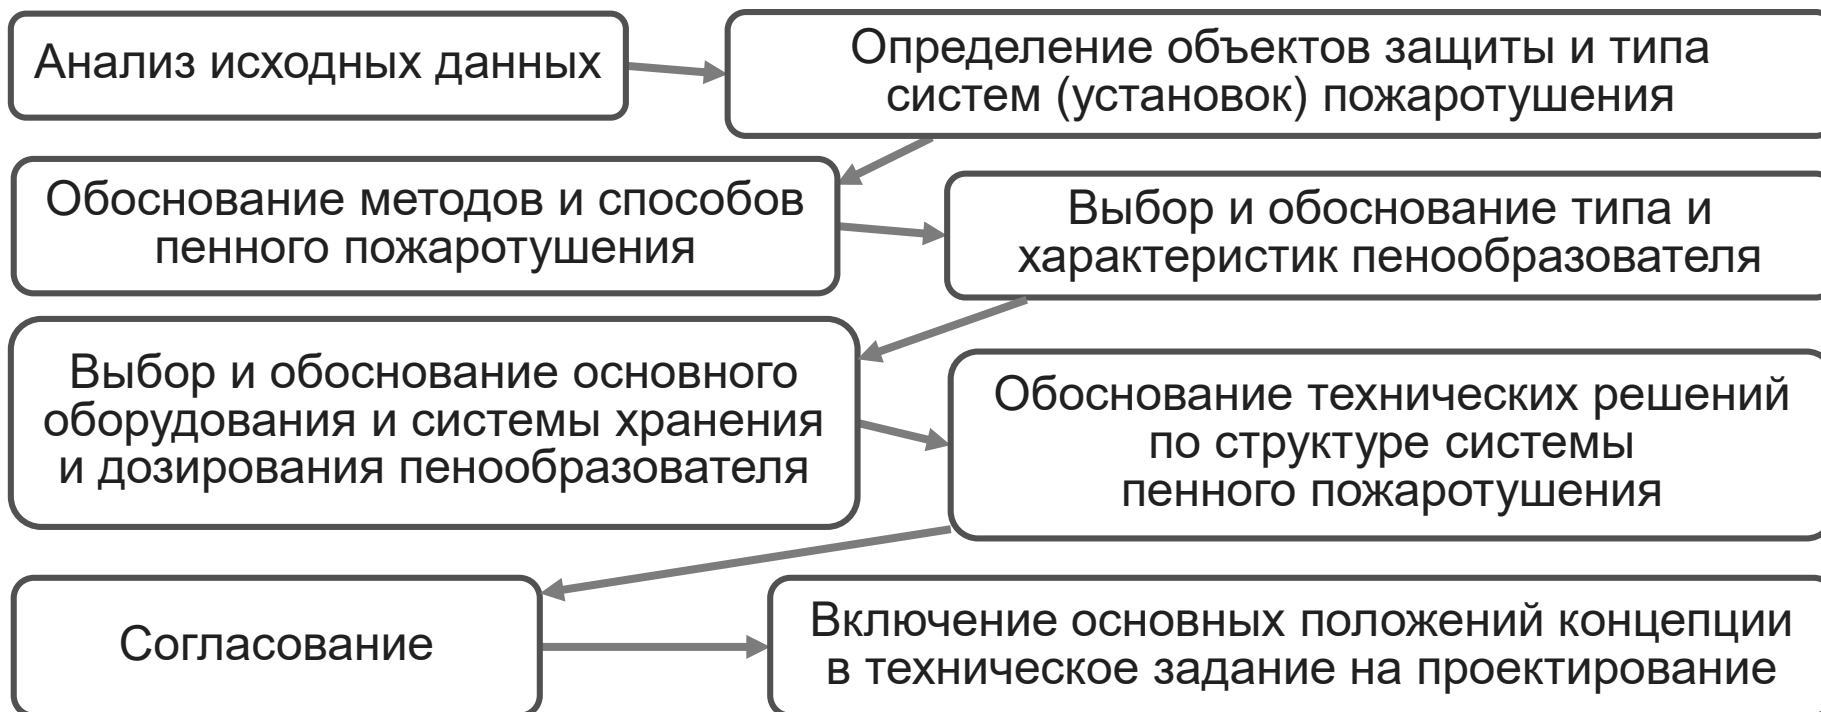 Анализ исходных данных
Определение объектов защиты и типа
систем (установок) пожаротушения
Обоснование методов и способов
пенного пожаротушения
Выбор и обоснование типа и
характеристик пенообразователя
Выбор и обоснование основного
оборудования и системы хранения
и дозирования пенообразователя
Обоснование технических решений
по структуре системы
пенного пожаротушения
Согласование
Включение основных положений концепции
в техническое задание на проектирование